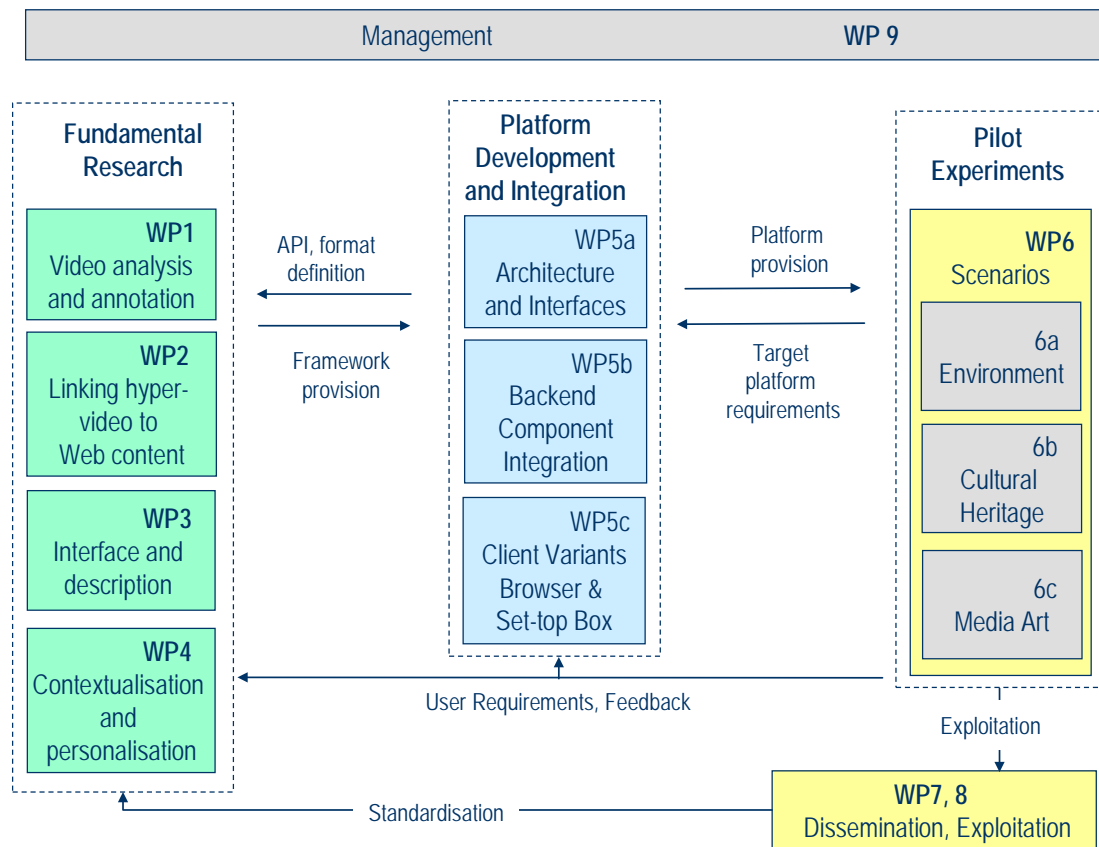 Management WP 9
Fundamental
Research
WP1
Video analysis
and annotation
WP2
Linking hyper-
video to
Web content
WP3
Interface and
description
WP4
Contextualisation
and
personalisation
API, format
definition
Framework
provision
Platform
Development
and Integration
WP5a
Architecture
and Interfaces
WP5b
Backend
Component
Integration
WP5c
Client Variants
Browser &
Set-top Box
Platform
provision
Target
platform
requirements
Pilot
Experiments
WP6
Scenarios
6a
Environment
6b
Cultural
Heritage
6c
Media Art
User Requirements, Feedback
Exploitation
WP7, 8
Dissemination, Exploitation
Standardisation